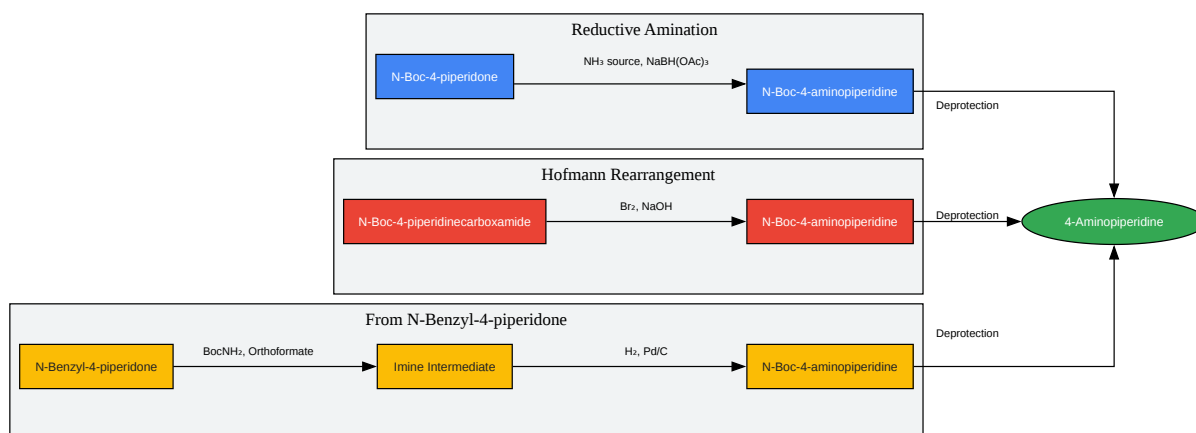 Reductive Amination
N-Boc-4-piperidone
NH₃ source, NaBH(OAc)₃
N-Boc-4-aminopiperidine
Deprotection
Hofmann Rearrangement
N-Boc-4-piperidinecarboxamide
Br₂, NaOH
N-Boc-4-aminopiperidine
Deprotection
4-Aminopiperidine
From N-Benzyl-4-piperidone
N-Benzyl-4-piperidone
BocNH₂, Orthoformate
Imine Intermediate
H₂, Pd/C
N-Boc-4-aminopiperidine
Deprotection